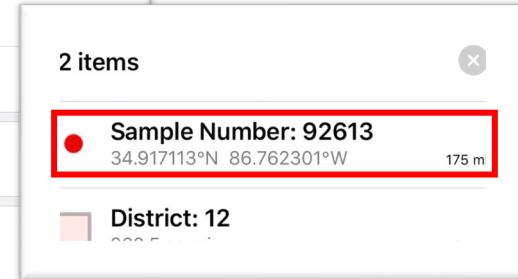 2 items
Sample Number: 92613
34.917113°N 86.762301°W
175 m
District: 12